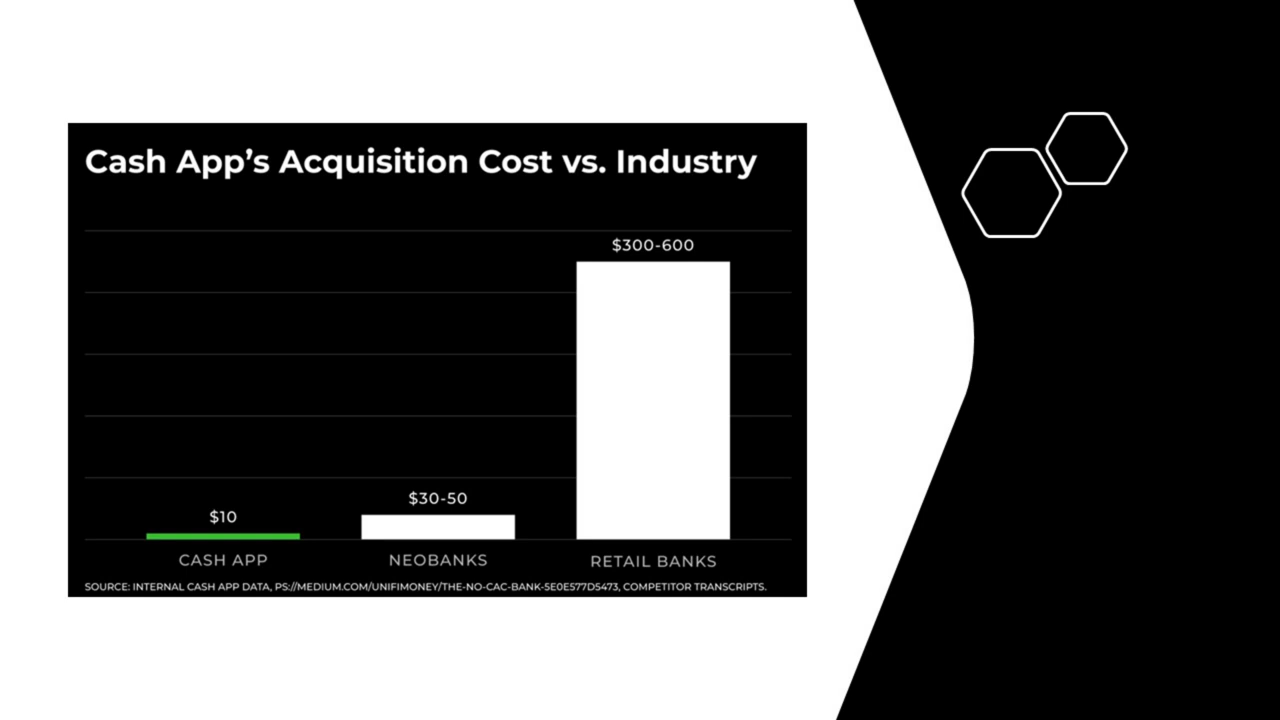 Cash App’s Acquisition Cost vs. Industry
$300-600
$30-50
$10
CASH APP
NEOBANKS
RETAIL BANKS
SOURCE: INTERNAL CASH APP DATA, PS://MEDIUM.COM/UNIFIMONEY/THE-NO-CAC-BANK-5E0E577D5473, COMPETITOR TRANSCRIPTS.